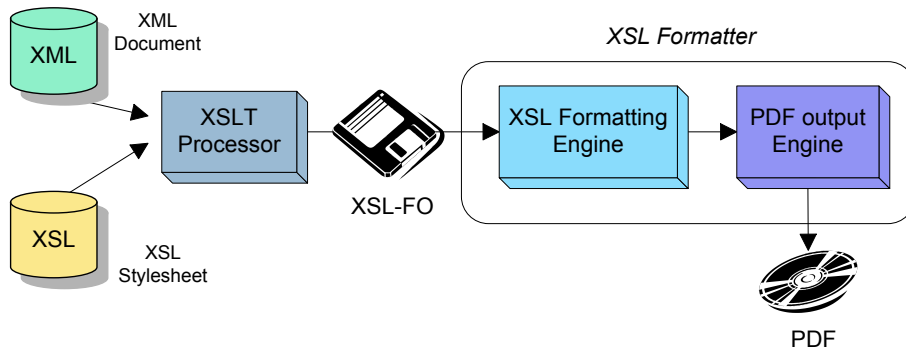 XML
Document
XML
XSL Formatter
XSLT
Processor
XSL Formatting
Engine
PDF output
Engine
XSL-FO
XSL
XSL
Stylesheet
PDF